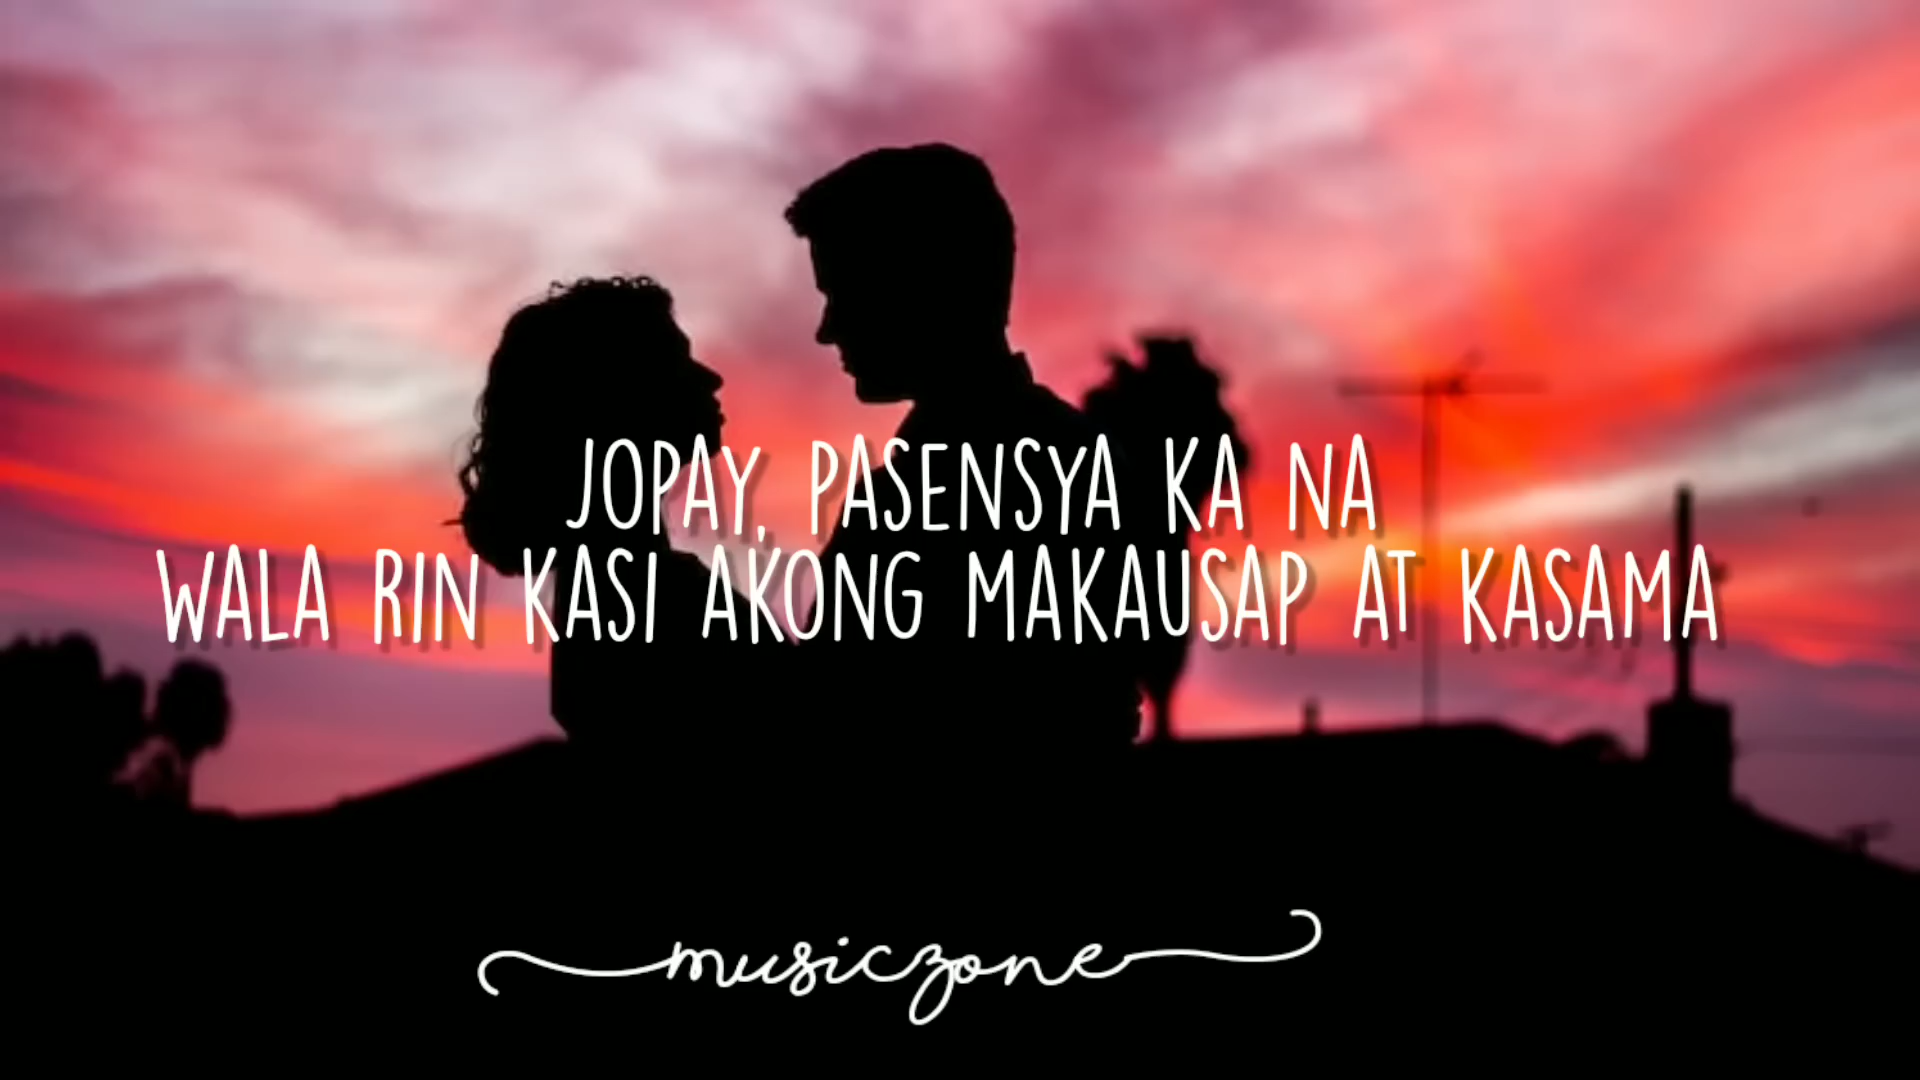 JOPAY, PASENSYA KA NA
WALA RIN KASI AKONG MAKAUSAP AT KASAMA
musiczone